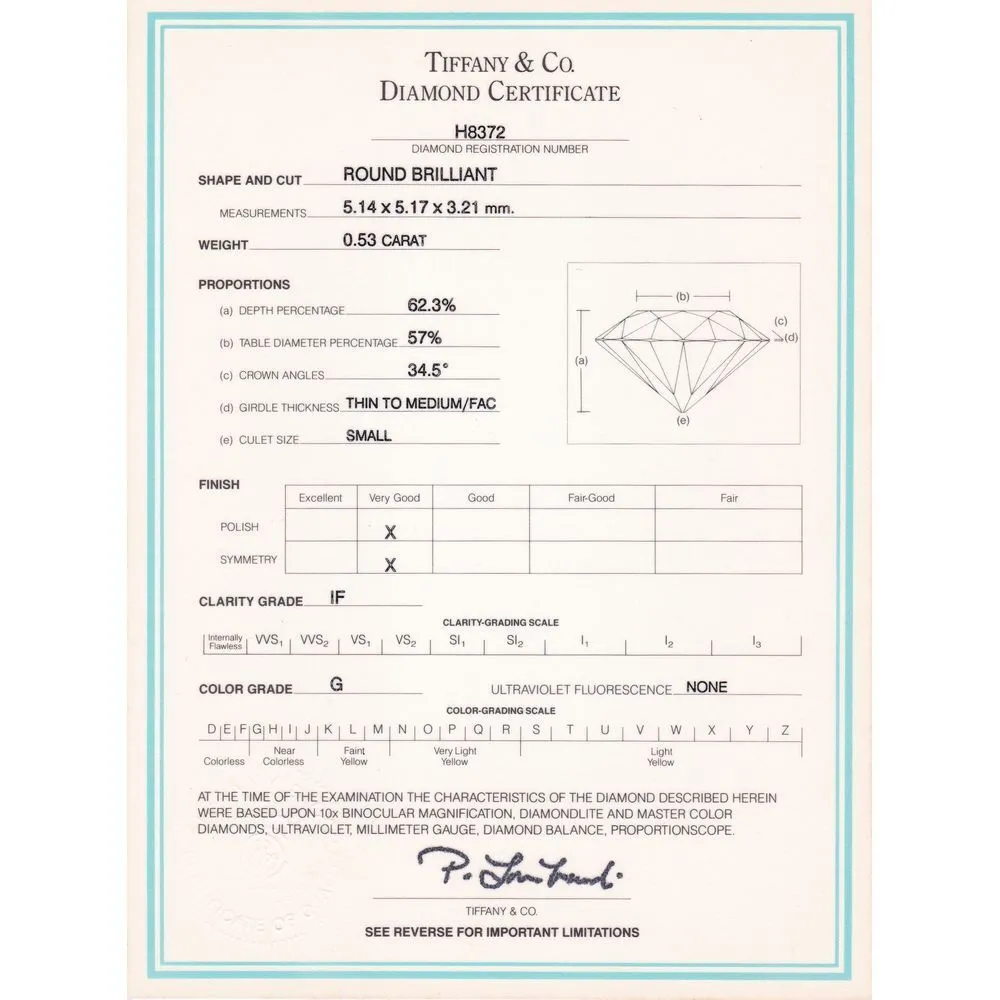 TIFFANY & CO.
DIAMOND CERTIFICATE
H8372
DIAMOND REGISTRATION NUMBER
SHAPE AND CUT ROUND BRILLIANT
MEASUREMENTS 5.14 x 5.17 x 3.21 mm.
WEIGHT 0.53 CARAT
PROPORTIONS
(a) DEPTH PERCENTAGE 62.3%
(b) TABLE DIAMETER PERCENTAGE 57%
(c) CROWN ANGLES 34.5°
(d) GIRDLE THICKNESS THIN TO MEDIUM/FAC
(e) CULET SIZE SMALL
(b)
(c)
(d)
(a)
(e)
FINISH
Excellent Very Good Good Fair-Good Fair
POLISH X
SYMMETRY X
CLARITY GRADE IF
CLARITY-GRADING SCALE
Internally Flawless VVS1 VVS2 VS1 VS2 SI1 SI2 I1 I2 I3
COLOR GRADE G
ULTRAVIOLET FLUORESCENCE NONE
COLOR-GRADING SCALE
D E F G H I J K L M N O P Q R S T U V W X Y Z
Colorless Near Colorless Faint Yellow Very Light Yellow Light Yellow
AT THE TIME OF THE EXAMINATION THE CHARACTERISTICS OF THE DIAMOND DESCRIBED HEREIN
WERE BASED UPON 10x BINOCULAR MAGNIFICATION, DIAMONDLITE AND MASTER COLOR
DIAMONDS, ULTRAVIOLET, MILLIMETER GAUGE, DIAMOND BALANCE, PROPORTIONSCOPE.
P.
TIFFANY & CO.
SEE REVERSE FOR IMPORTANT LIMITATIONS